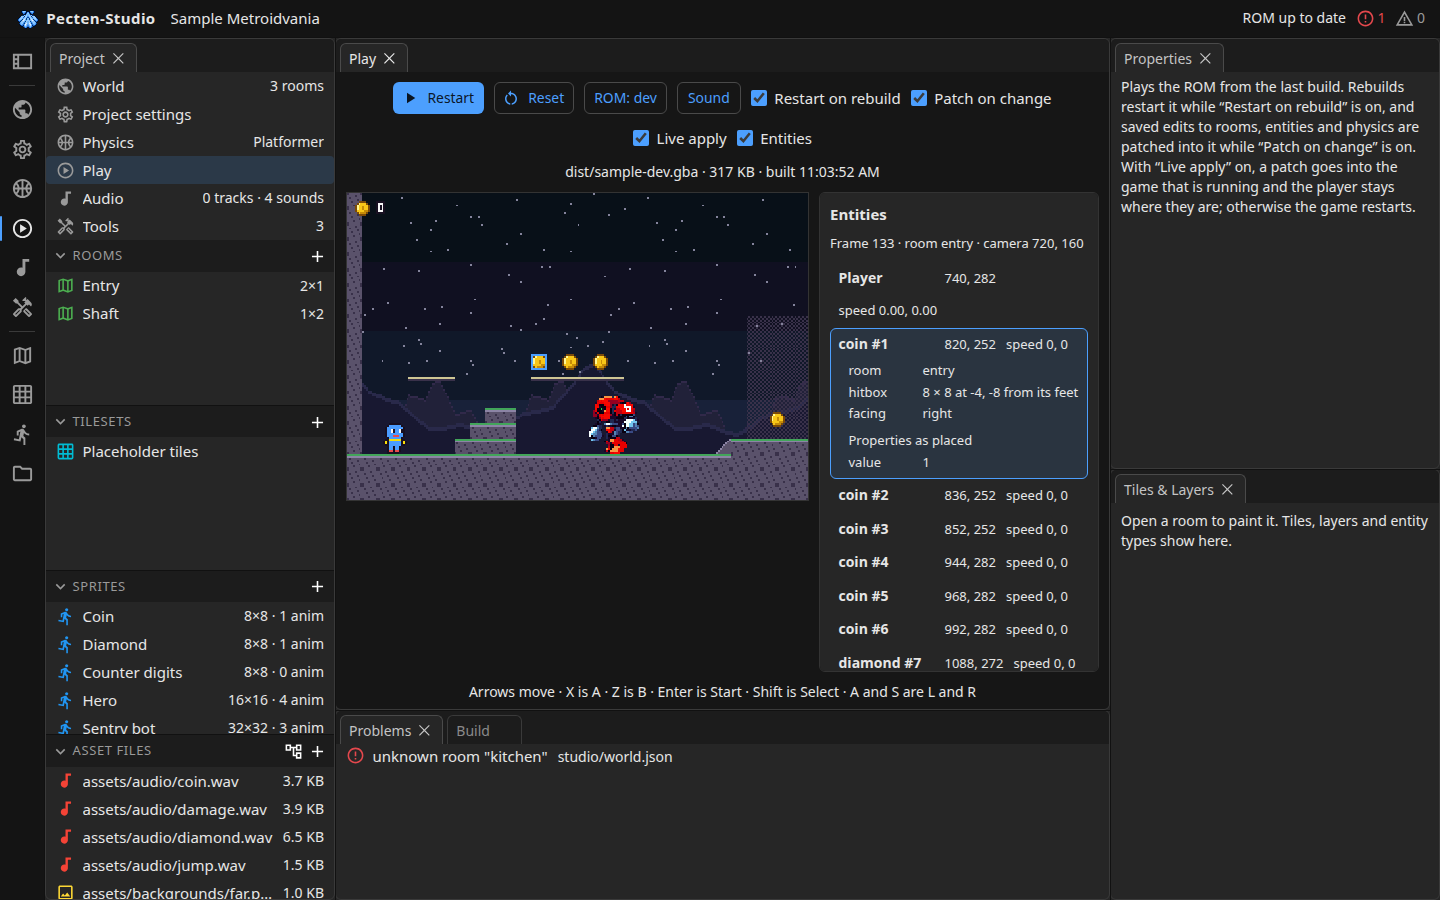 Pecten-Studio Sample Metroidvania
ROM up to date 1 0
Project
World 3 rooms
Project settings
Physics Platformer
Play
Audio 0 tracks · 4 sounds
Tools 3
ROOMS
Entry 2×1
Shaft 1×2
TILESETS
Placeholder tiles
SPRITES
Coin 8×8 · 1 anim
Diamond 8×8 · 1 anim
Counter digits 8×8 · 0 anim
Hero 16×16 · 4 anim
Sentry bot 32×32 · 3 anim
ASSET FILES
assets/audio/coin.wav 3.7 KB
assets/audio/damage.wav 3.9 KB
assets/audio/diamond.wav 6.5 KB
assets/audio/jump.wav 1.5 KB
assets/backgrounds/far.p... 1.0 KB
Play
Restart Reset ROM: dev Sound Restart on rebuild Patch on change
Live apply Entities
dist/sample-dev.gba · 317 KB · built 11:03:52 AM
0
Entities
Frame 133 · room entry · camera 720, 160
Player 740, 282
speed 0.00, 0.00
coin #1 820, 252 speed 0, 0
room entry
hitbox 8 × 8 at -4, -8 from its feet
facing right
Properties as placed
value 1
coin #2 836, 252 speed 0, 0
coin #3 852, 252 speed 0, 0
coin #4 944, 282 speed 0, 0
coin #5 968, 282 speed 0, 0
coin #6 992, 282 speed 0, 0
diamond #7 1088, 272 speed 0, 0
Arrows move · X is A · Z is B · Enter is Start · Shift is Select · A and S are L and R
Problems Build
unknown room "kitchen" studio/world.json
Properties
Plays the ROM from the last build. Rebuilds
restart it while “Restart on rebuild” is on, and
saved edits to rooms, entities and physics are
patched into it while “Patch on change” is on.
With “Live apply” on, a patch goes into the
game that is running and the player stays
where they are; otherwise the game restarts.
Tiles & Layers
Open a room to paint it. Tiles, layers and entity
types show here.